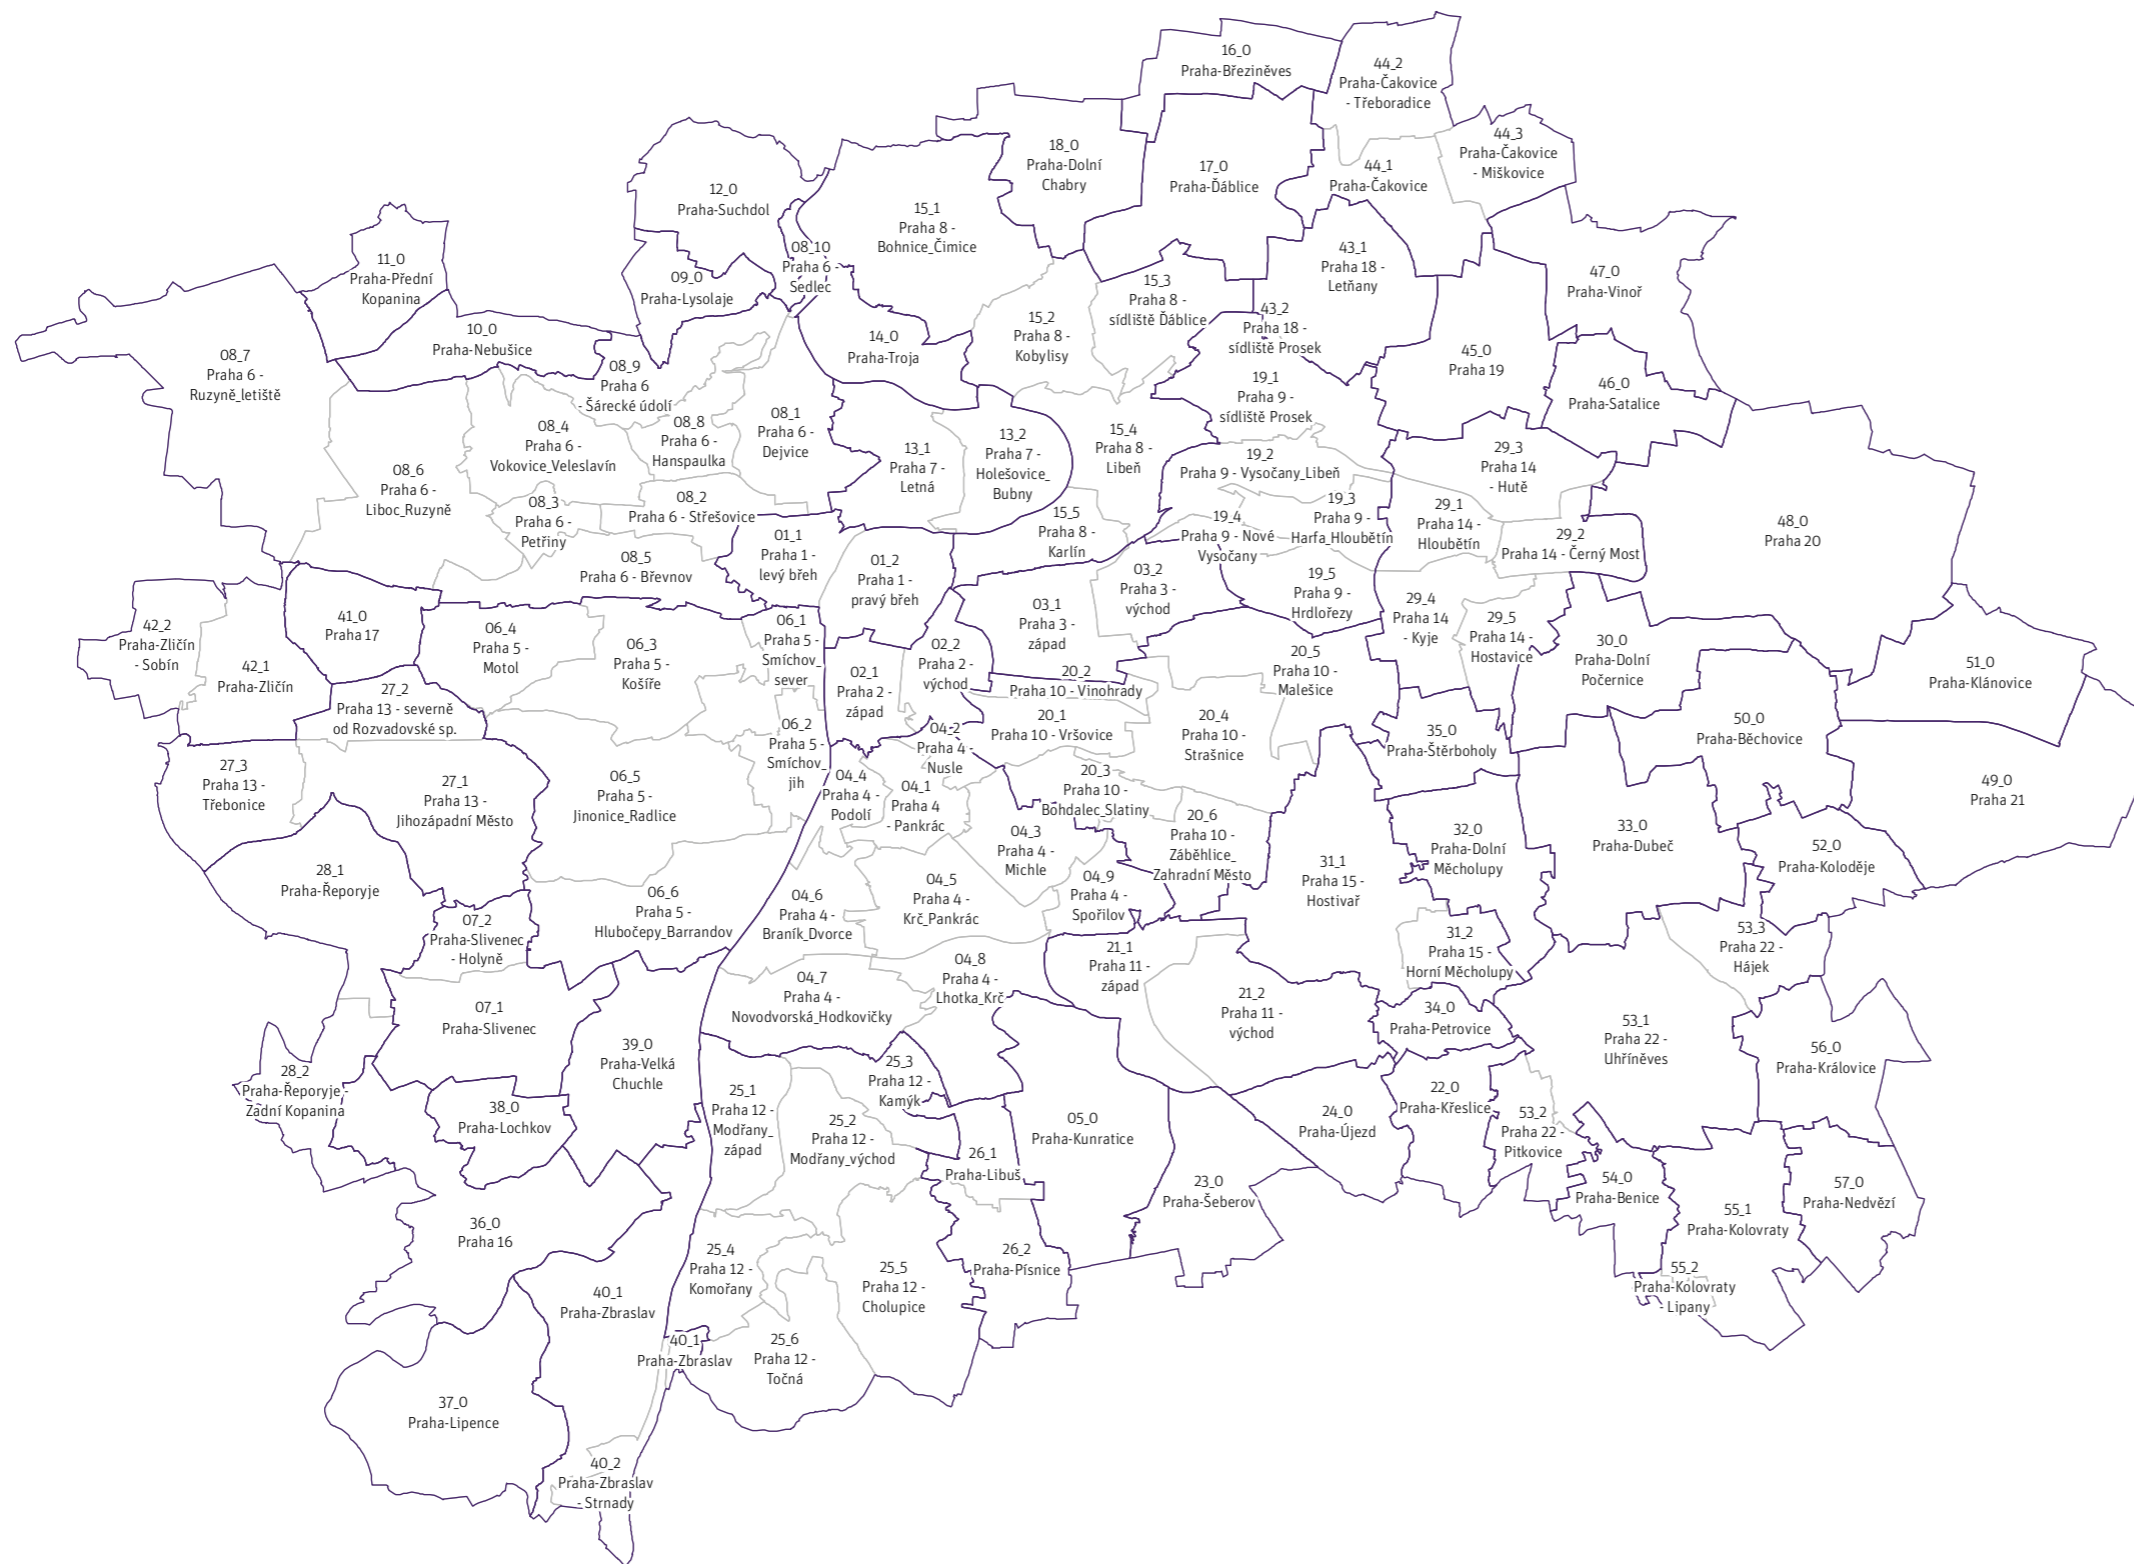 16_0
Praha-Březiněves
44_2
Praha-Čakovice
- Třeboradice
44_3
Praha-Čakovice
- Miškovice
18_0
Praha-Dolní
Chabry
17_0
Praha-Ďáblice
44_1
Praha-Čakovice
12_0
Praha-Suchdol
15_1
Praha 8 -
Bohnice_Čimice
08_10
Praha 6 -
Sedlec
43_1
Praha 18 -
Letňany
11_0
Praha-Přední
Kopanina
09_0
Praha-Lysolaje
15_3
Praha 8 -
sídliště Ďáblice
47_0
Praha-Vinoř
10_0
Praha-Nebušice
14_0
Praha-Troja
15_2
Praha 8 -
Kobylisy
43_2
Praha 18 -
sídliště Prosek
45_0
Praha 19
08_7
Praha 6 -
Ruzyně_letiště
08_9
Praha 6
- Šárecké údolí
19_1
Praha 9 -
sídliště Prosek
46_0
Praha-Satalice
08_4
Praha 6 -
Vokovice_Veleslavín
08_8
Praha 6 -
Hanspaulka
08_1
Praha 6 -
Dejvice
13_1
Praha 7 -
Letná
13_2
Praha 7 -
Holešovice_
Bubny
15_4
Praha 8 -
Libeň
19_2
Praha 9 - Vysočany_Libeň
29_3
Praha 14
- Hutě
08_6
Praha 6 -
Liboc_Ruzyně
08_3
Praha 6 -
Petřiny
08_2
Praha 6 - Střešovice
15_5
Praha 8 -
Karlín
19_4
Praha 9 - Nové
Vysočany
19_3
Praha 9 -
Harfa_Hloubětín
29_1
Praha 14 -
Hloubětín
29_2
Praha 14 - Černý Most
48_0
Praha 20
08_5
Praha 6 - Břevnov
01_1
Praha 1 -
levý břeh
01_2
Praha 1 -
pravý břeh
03_2
Praha 3 -
východ
19_5
Praha 9 -
Hrdlořezy
41_0
Praha 17
42_2
Praha-Zličín
- Sobín
42_1
Praha-Zličín
06_4
Praha 5 -
Motol
06_3
Praha 5 -
Košíře
06_1
Praha 5 -
Smíchov_
sever
03_1
Praha 3 -
západ
29_4
Praha 14
- Kyje
29_5
Praha 14 -
Hostavice
30_0
Praha-Dolní
Počernice
51_0
Praha-Klánovice
02_1
Praha 2 -
západ
02_2
Praha 2 -
východ
20_2
Praha 10 - Vinohrady
20_5
Praha 10 -
Malešice
27_2
Praha 13 - severně
od Rozvadovské sp.
06_2
Praha 5 -
Smíchov_
jih
04_2
Praha 4 -
Nusle
20_1
Praha 10 - Vršovice
20_4
Praha 10 -
Strašnice
35_0
Praha-Štěrboholy
50_0
Praha-Běchovice
27_3
Praha 13 -
Třebonice
27_1
Praha 13 -
Jihozápadní Město
06_5
Praha 5 -
Jinonice_Radlice
04_4
Praha 4 -
Podolí
04_1
Praha 4
- Pankrác
20_3
Praha 10 -
Bohdalec_Slatiny
49_0
Praha 21
20_6
Praha 10 -
Záběhlice_
Zahradní Město
04_3
Praha 4 -
Michle
32_0
Praha-Dolní
Měcholupy
33_0
Praha-Dubeč
52_0
Praha-Koloděje
28_1
Praha-Řeporyje
31_1
Praha 15 -
Hostivař
06_6
Praha 5 -
Hlubočepy_Barrandov
04_6
Praha 4 -
Braník_Dvorce
04_5
Praha 4 -
Krč_Pankrác
04_9
Praha 4 -
Spořilov
07_2
Praha-Slivenec
- Holyně
31_2
Praha 15 -
Horní Měcholupy
53_3
Praha 22 -
Hájek
21_1
Praha 11 -
západ
04_8
Praha 4 -
Lhotka_Krč
04_7
Praha 4 -
Novodvorská_Hodkovičky
07_1
Praha-Slivenec
21_2
Praha 11 -
východ
34_0
Praha-Petrovice
53_1
Praha 22 -
Uhříněves
39_0
Praha-Velká
Chuchle
56_0
Praha-Královice
28_2
Praha-Řeporyje -
Zadní Kopanina
25_3
Praha 12 -
Kamýk
25_1
Praha 12 -
Modřany_
západ
38_0
Praha-Lochkov
25_2
Praha 12 -
Modřany_východ
05_0
Praha-Kunratice
24_0
Praha-Újezd
22_0
Praha-Křeslice
53_2
Praha 22 -
Pitkovice
26_1
Praha-Libuš
23_0
Praha-Šeberov
54_0
Praha-Benice
57_0
Praha-Nedvězí
55_1
Praha-Kolovraty
36_0
Praha 16
25_4
Praha 12 -
Komořany
26_2
Praha-Písnice
25_5
Praha 12 -
Cholupice
55_2
Praha-Kolovraty
- Lipany
40_1
Praha-Zbraslav
40_1
Praha-Zbraslav
25_6
Praha 12 -
Točná
37_0
Praha-Lipence
40_2
Praha-Zbraslav
- Strnady